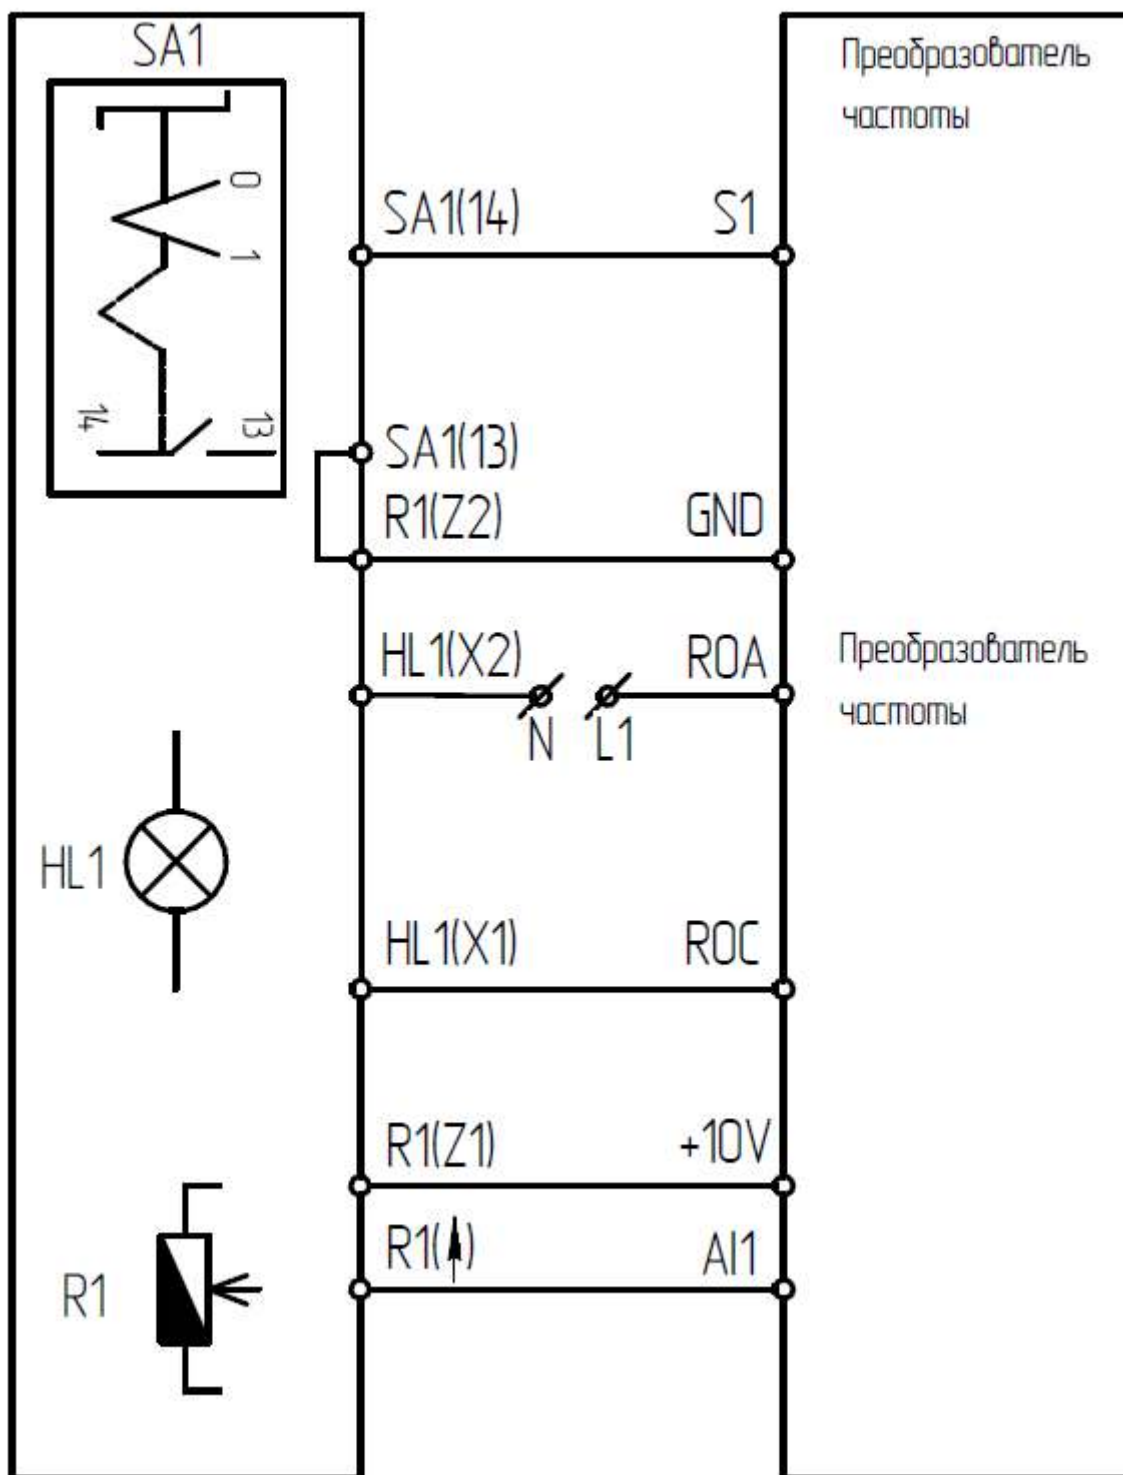 SA1
Преобразователь
частоты
0
1
14
13
SA1(14) S1
SA1(13)
R1(Z2) GND
HL1(X2) ROA
N L1
Преобразователь
частоты
HL1
HL1(X1) ROC
R1(Z1) +10V
R1(↑) AI1
R1